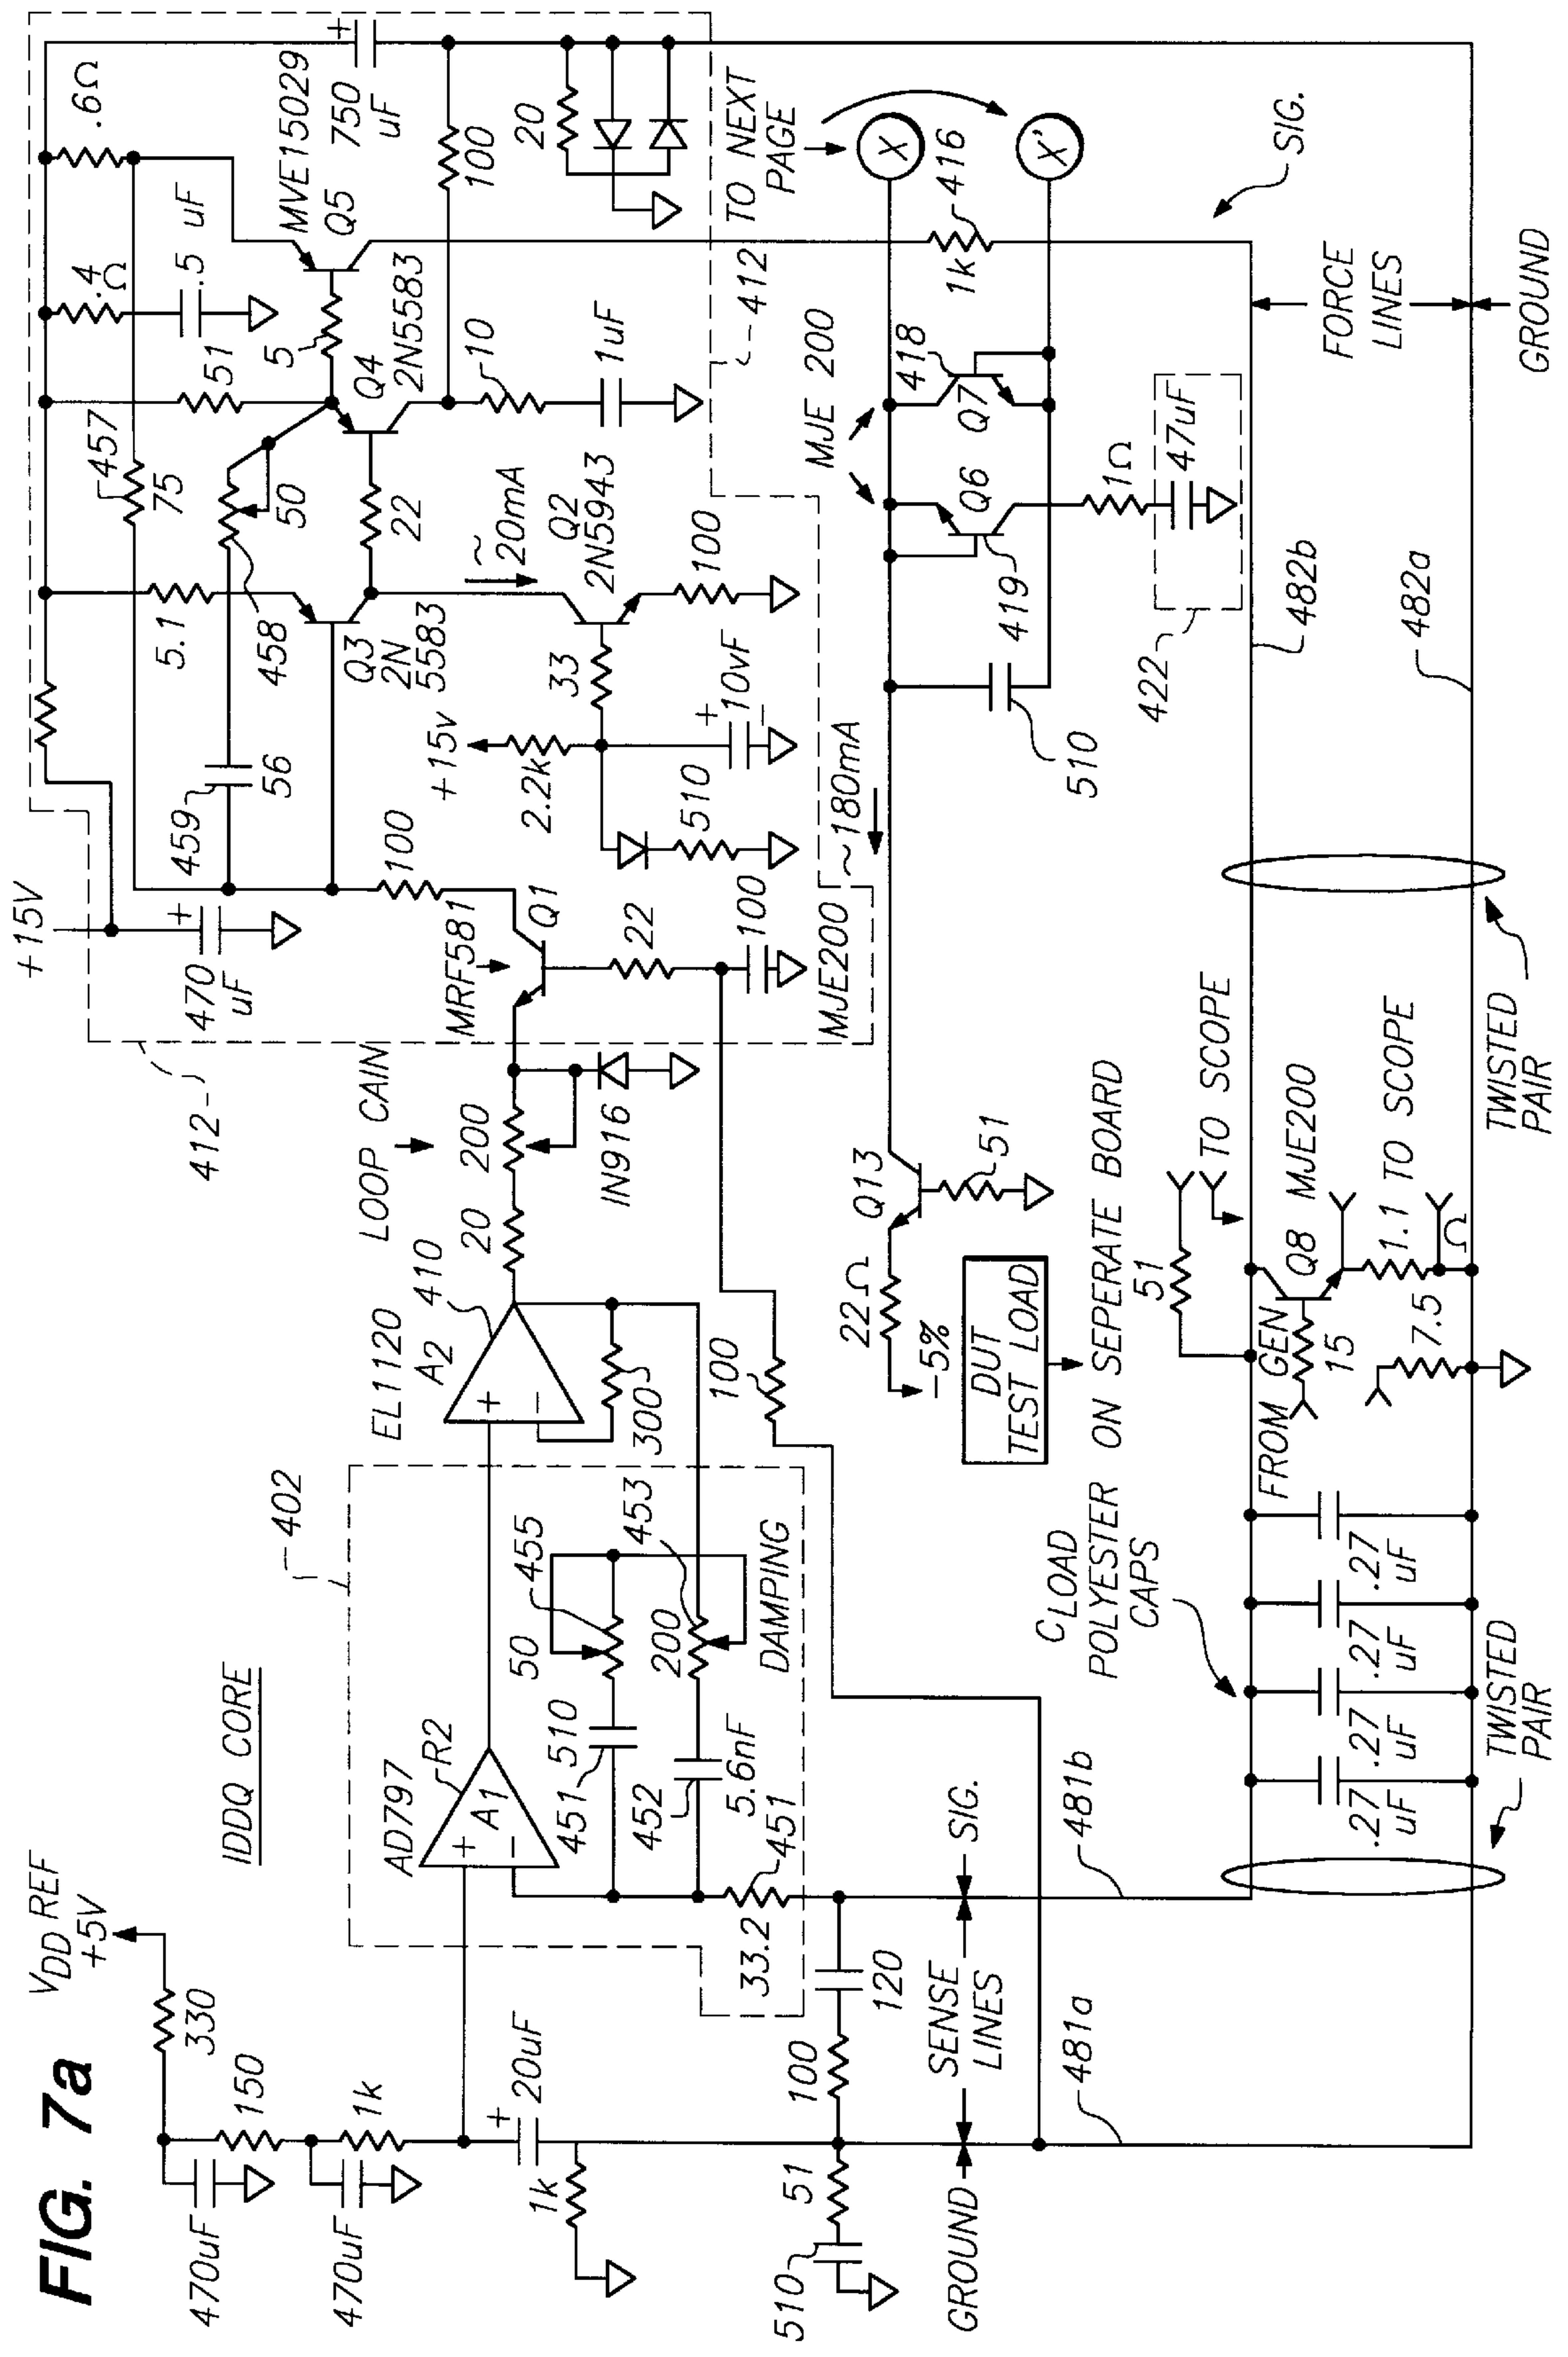 FIG. 7a
IDDQ CORE
VDD REF
+5V
330
150
470uF
1k
470uF
20uF
1k
510
51
100
120
GROUND
SENSE
LINES
SIG.
481a
481b
402
AD797
R2
A1
+
−
+
451
510
50
455
452
5.6nF
200
453
DAMPING
33.2
451
EL1120
A2
410
+
−
300
100
LOOP CAIN
20
200
IN916
412
MRF581
Q1
22
100
MJE200
+15V
470
uF
+
459
56
458
50
457
75
100
5.1
Q3
2N
5583
22
51
Q4
2N5583
5
.4
Ω
.5 uF
.6Ω
MVE15029
Q5
750
uF
+
100
20
10
1uF
~20mA
Q2
2N5943
33
100
+15v
2.2k
510
10vF
+
−
412
TO NEXT
PAGE
X
X'
416
1k
SIG.
MJE 200
418
Q7
Q6
419
510
1Ω
47uF
422
~180mA
Q13
51
22Ω
-5%
DUT
TEST LOAD
ON SEPERATE BOARD
FORCE
LINES
GROUND
482b
482a
TWISTED
PAIR
TO SCOPE
51
Q8 MJE200
TO SCOPE
1.1
Ω
FROM GEN
15
7.5
CLOAD
POLYESTER
CAPS
.27
uF
.27
uF
.27
uF
.27
uF
TWISTED
PAIR